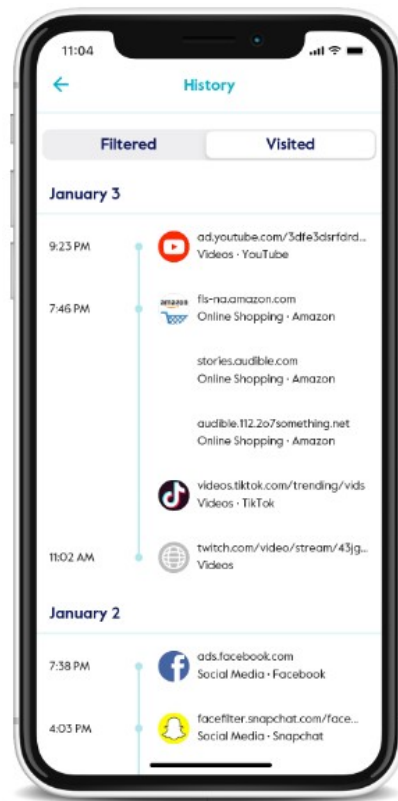 11:04
History
Filtered
Visited
January 3
9:23 PM
ad.youtube.com/3dfe3dsrfdrd...
Videos · YouTube
7:46 PM
amazon
fls-na.amazon.com
Online Shopping · Amazon
stories.audible.com
Online Shopping · Amazon
audible.112.2o7something.net
Online Shopping · Amazon
videos.tiktok.com/trending/vids
Videos · TikTok
11:02 AM
twitch.com/video/stream/43jg...
Videos
January 2
7:38 PM
ads.facebook.com
Social Media · Facebook
4:03 PM
facefilter.snapchat.com/face...
Social Media · Snapchat